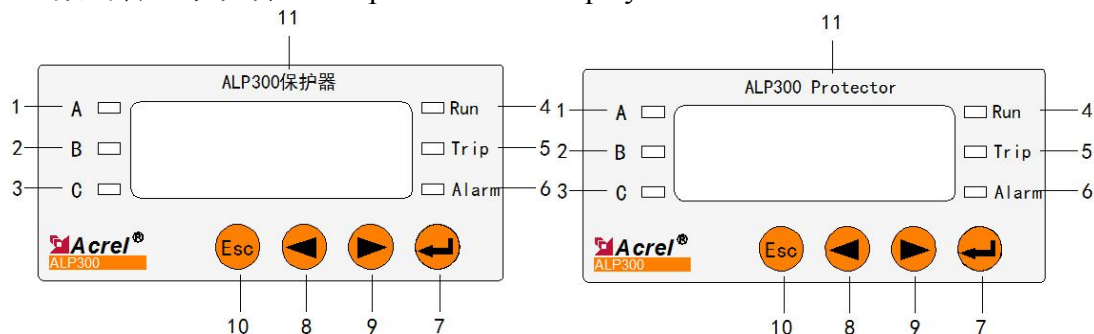 11
11
ALP300保护器
ALP300 Protector
1 A Run 4
1 A Run 4
2 B Trip 5
2 B Trip 5
3 C Alarm 6
3 C Alarm 6
Acrel®
ALP300
Esc
Acrel®
ALP300
Esc
10 8 9 7
10 8 9 7